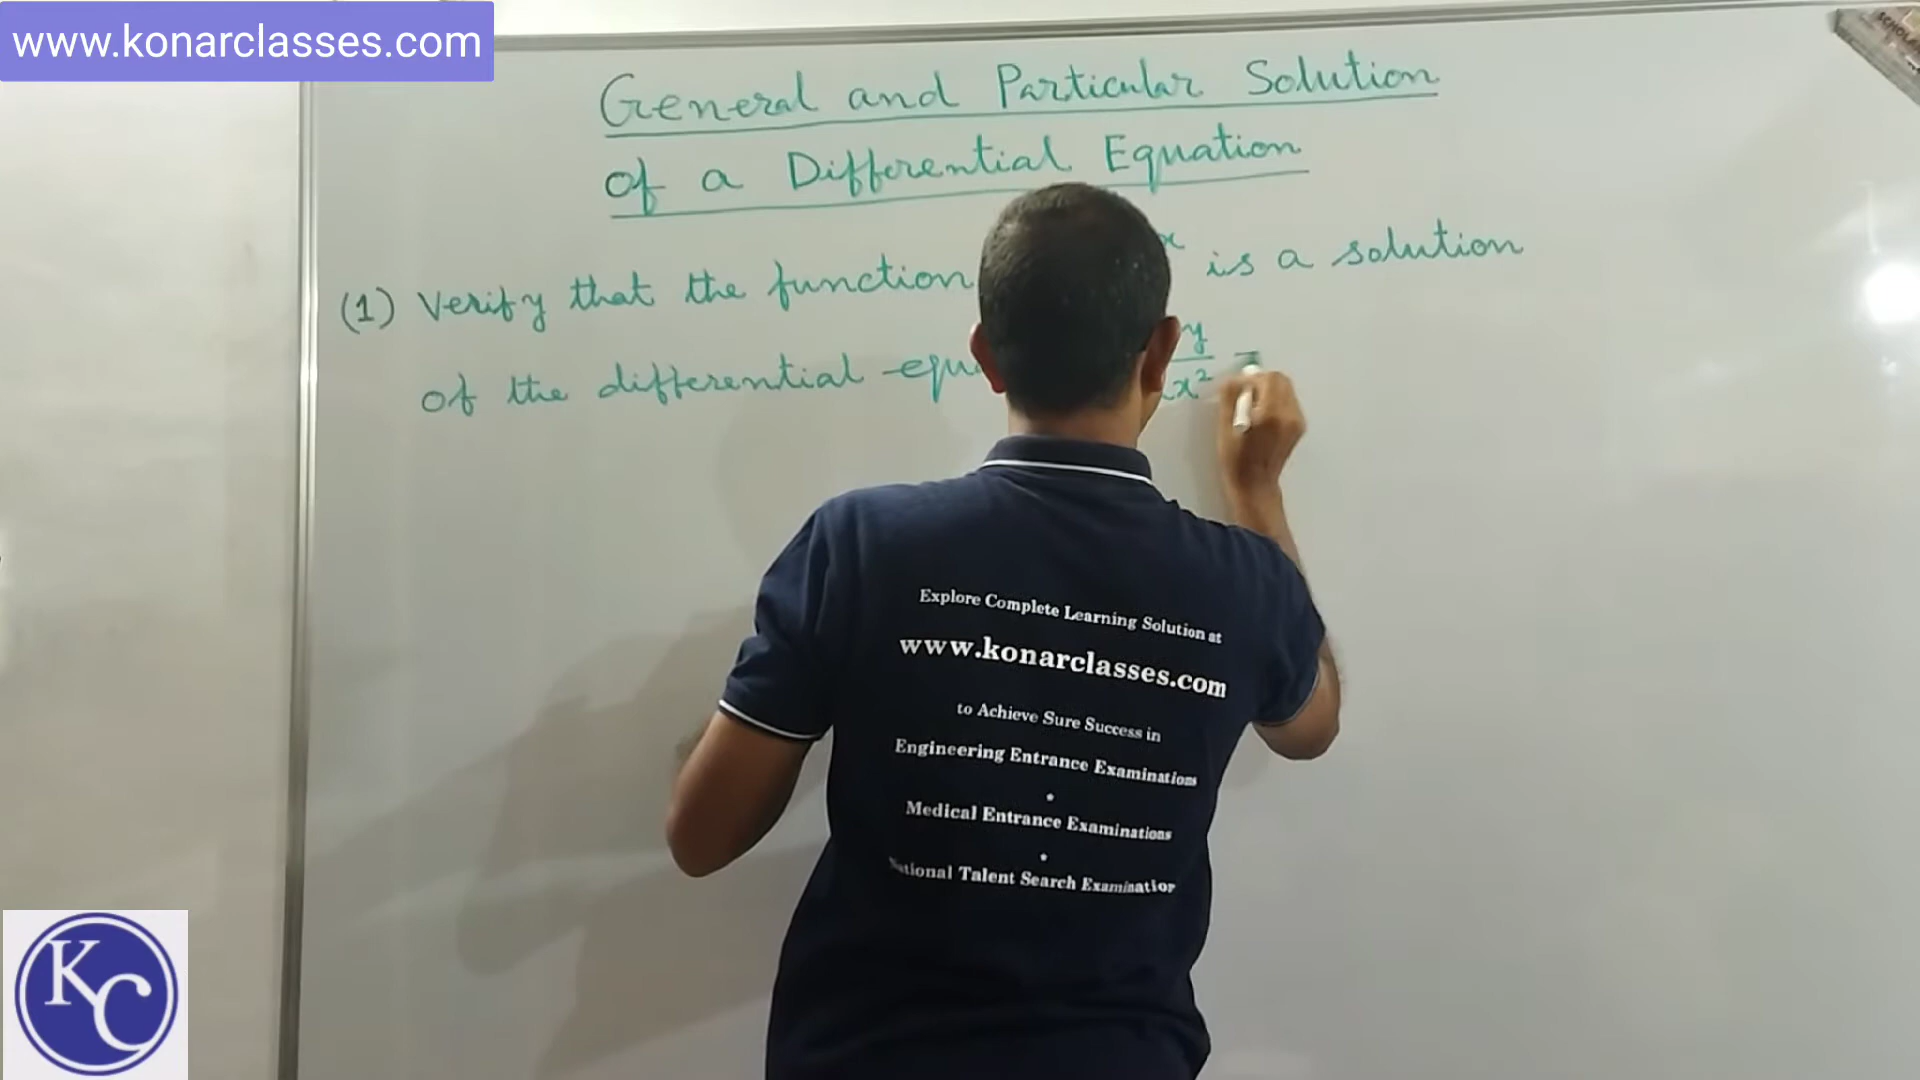 www.konarclasses.com
General and Particular Solution
of a Differential Equation
(1) Verify that the function x is a solution
of the differential equ y x² =
Explore Complete Learning Solution at
www.konarclasses.com
to Achieve Sure Success in
Engineering Entrance Examinations
•
Medical Entrance Examinations
•
National Talent Search Examination
KC